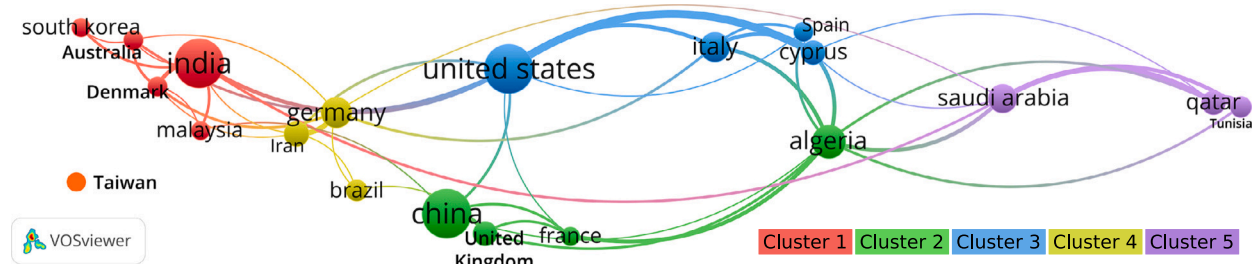 south korea
Australia
india
Denmark
malaysia
germany
Iran
brazil
Taiwan
united states
china
United
Kingdom
france
italy
Spain
cyprus
algeria
saudi arabia
qatar
Tunisia
VOSviewer
Cluster 1
Cluster 2
Cluster 3
Cluster 4
Cluster 5